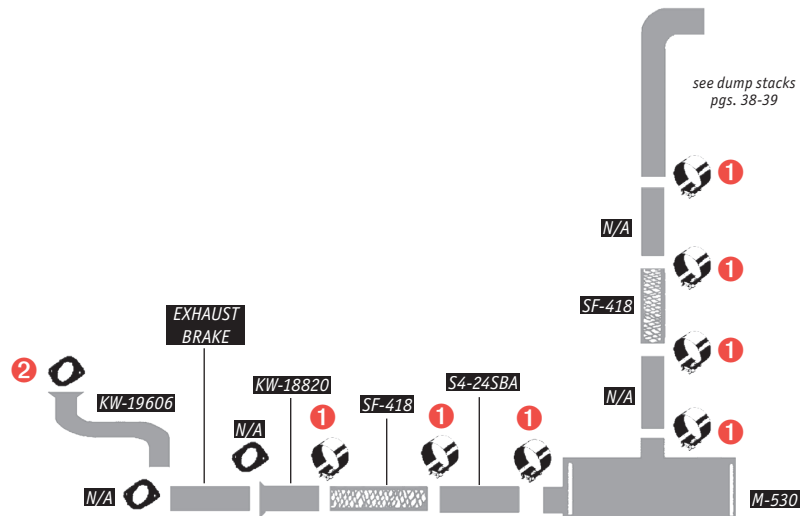 see dump stacks
pgs. 38-39
1
N/A
1
SF-418
1
N/A
1
M-530
EXHAUST
BRAKE
2
KW-19606
KW-18820
SF-418
S4-24SBA
N/A
1
1
1
N/A